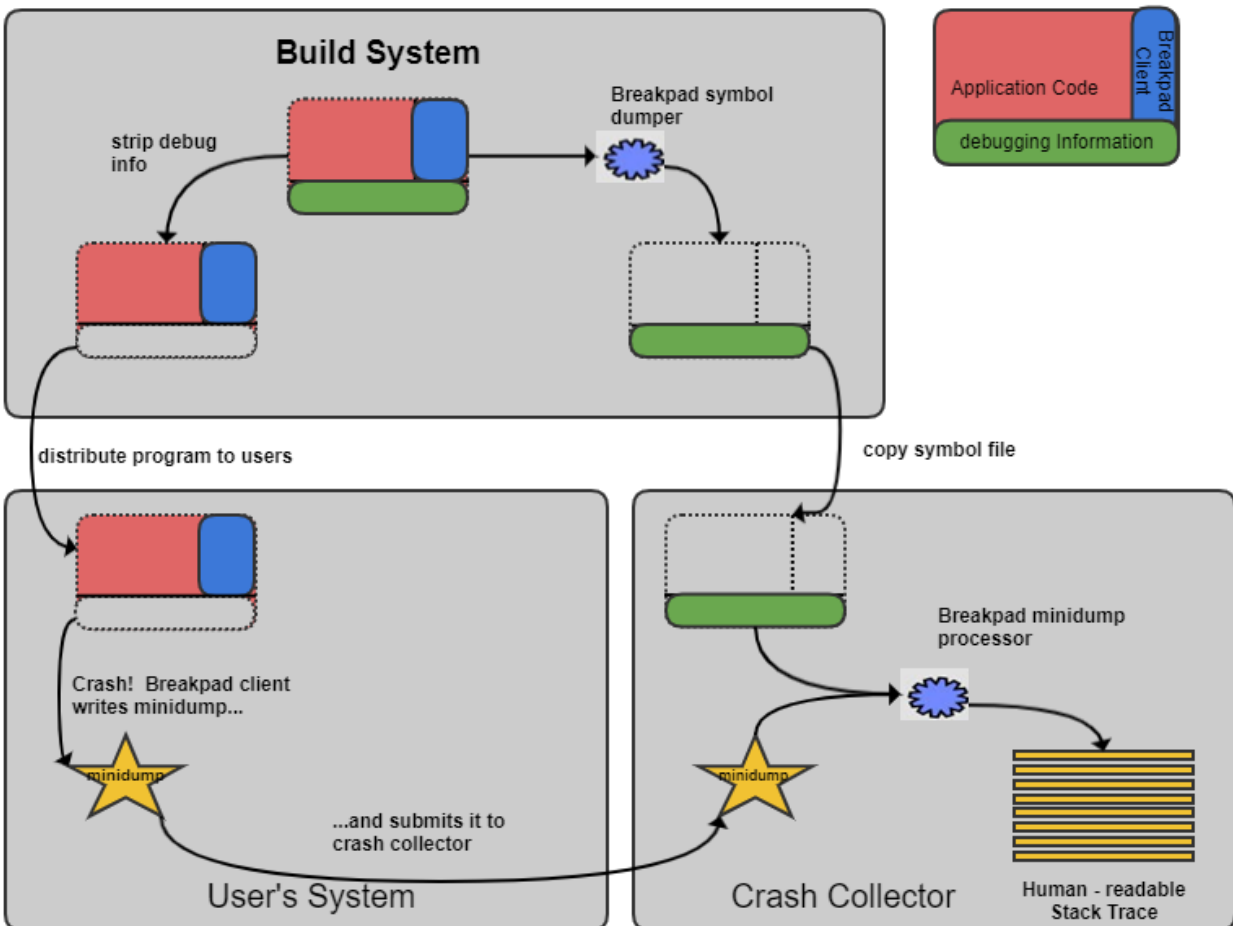 Build System
Breakpad symbol
dumper
strip debug
info
Application Code
Breakpad
Client
debugging Information
distribute program to users
copy symbol file
Crash!  Breakpad client
writes minidump...
minidump
...and submits it to
crash collector
User's System
Breakpad minidump
processor
minidump
Crash Collector
Human - readable
Stack Trace